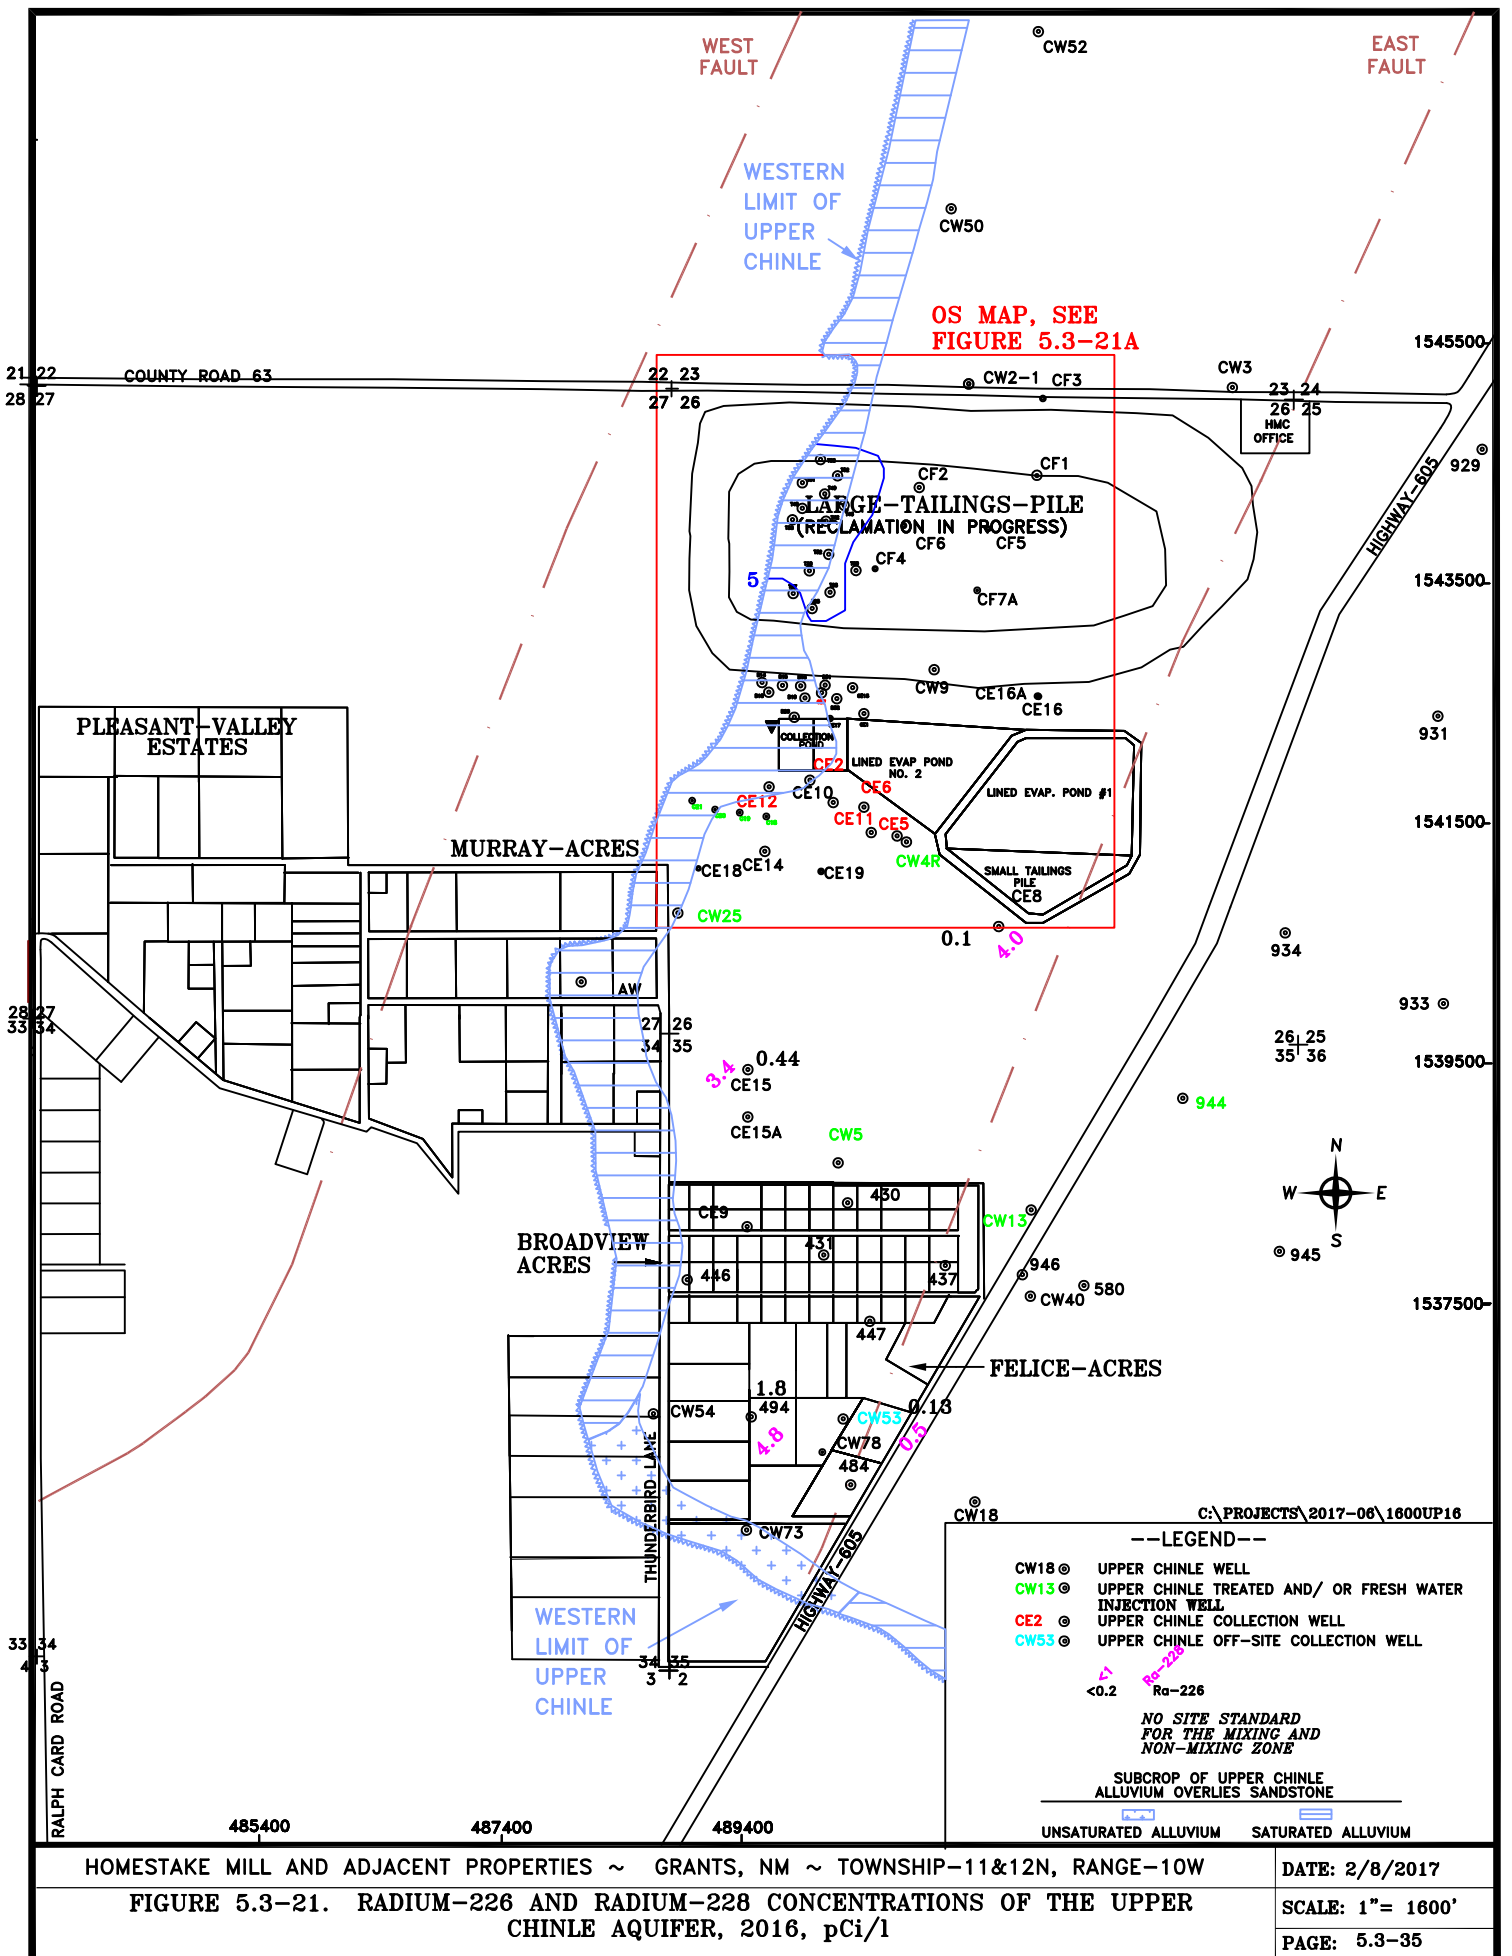 WEST
FAULT
EAST
FAULT
CW52
WESTERN
LIMIT OF
UPPER
CHINLE
CW50
OS MAP, SEE
FIGURE 5.3-21A
1545500
21 22
28 27
COUNTY ROAD 63
22 23
27 26
CW2-1
CF3
CW3
23 24
26 25
HMC
OFFICE
929
HIGHWAY-605
CF2
CF1
LARGE-TAILINGS-PILE
(RECLAMATION IN PROGRESS)
CF6
CF5
CF4
5
CF7A
1543500
CW9
CE16A
CE16
931
PLEASANT-VALLEY
ESTATES
COLLECTION
POND
CE2
LINED EVAP POND
NO. 2
LINED EVAP. POND #1
CE10
CE6
CE12
CE11
CE5
1541500
MURRAY-ACRES
CE18
CE14
CE19
CW4R
SMALL TAILINGS
PILE
CE8
CW25
0.1
4.0
934
AW
933
28 27
33 34
27 26
34 35
26 25
35 36
3.4
0.44
CE15
1539500
CE15A
944
CW5
N
W E
S
430
CE9
CW13
431
BROADVIEW
ACRES
446
437
946
945
580
CW40
1537500
447
FELICE-ACRES
1.8
494
CW54
4.8
CW53
0.13
0.5
CW78
484
THUNDERBIRD LANE
CW73
CW18
HIGHWAY-605
C:\PROJECTS\2017-06\1600UP16
--LEGEND--
CW18 UPPER CHINLE WELL
CW13 UPPER CHINLE TREATED AND/ OR FRESH WATER
INJECTION WELL
CE2 UPPER CHINLE COLLECTION WELL
CW53 UPPER CHINLE OFF-SITE COLLECTION WELL
<1 Ra-228
<0.2 Ra-226
NO SITE STANDARD
FOR THE MIXING AND
NON-MIXING ZONE
SUBCROP OF UPPER CHINLE
ALLUVIUM OVERLIES SANDSTONE
UNSATURATED ALLUVIUM SATURATED ALLUVIUM
WESTERN
LIMIT OF
UPPER
CHINLE
33 34
4 3
34 35
3 2
RALPH CARD ROAD
485400
487400
489400
HOMESTAKE MILL AND ADJACENT PROPERTIES ~ GRANTS, NM ~ TOWNSHIP-11&12N, RANGE-10W
DATE: 2/8/2017
FIGURE 5.3-21. RADIUM-226 AND RADIUM-228 CONCENTRATIONS OF THE UPPER
CHINLE AQUIFER, 2016, pCi/l
SCALE: 1"= 1600'
PAGE: 5.3-35